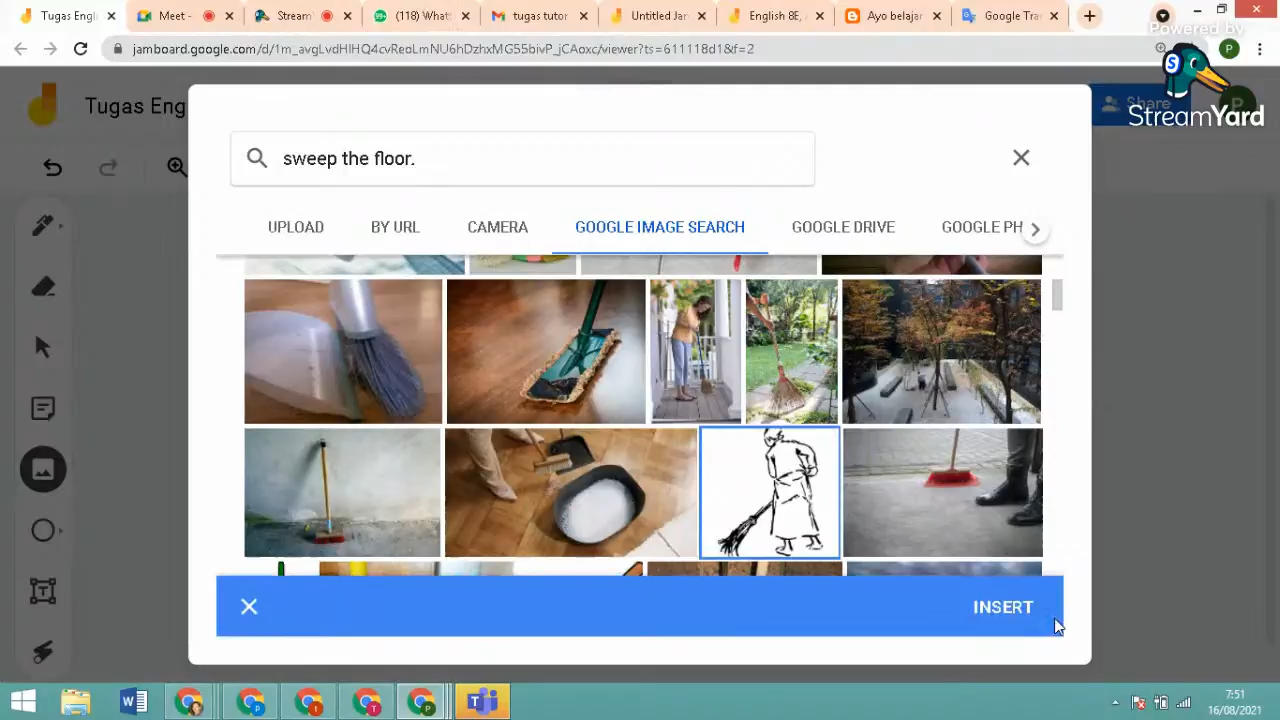 Tugas Engl
Meet -
Stream
(118) What
tugas tutor
Untitled Jar
English 8E,
Ayo belajar
Google Tra
jamboard.google.com/d/1m_avgLvdHlHQ4cvReoLmNU6hDzhxMG55bivP_jCAoxc/viewer?ts=611118d1&f=2
P
Powered by
StreamYard
Tugas Eng
Share
sweep the floor.
UPLOAD
BY URL
CAMERA
GOOGLE IMAGE SEARCH
GOOGLE DRIVE
GOOGLE PH
INSERT
7:51
16/08/2021